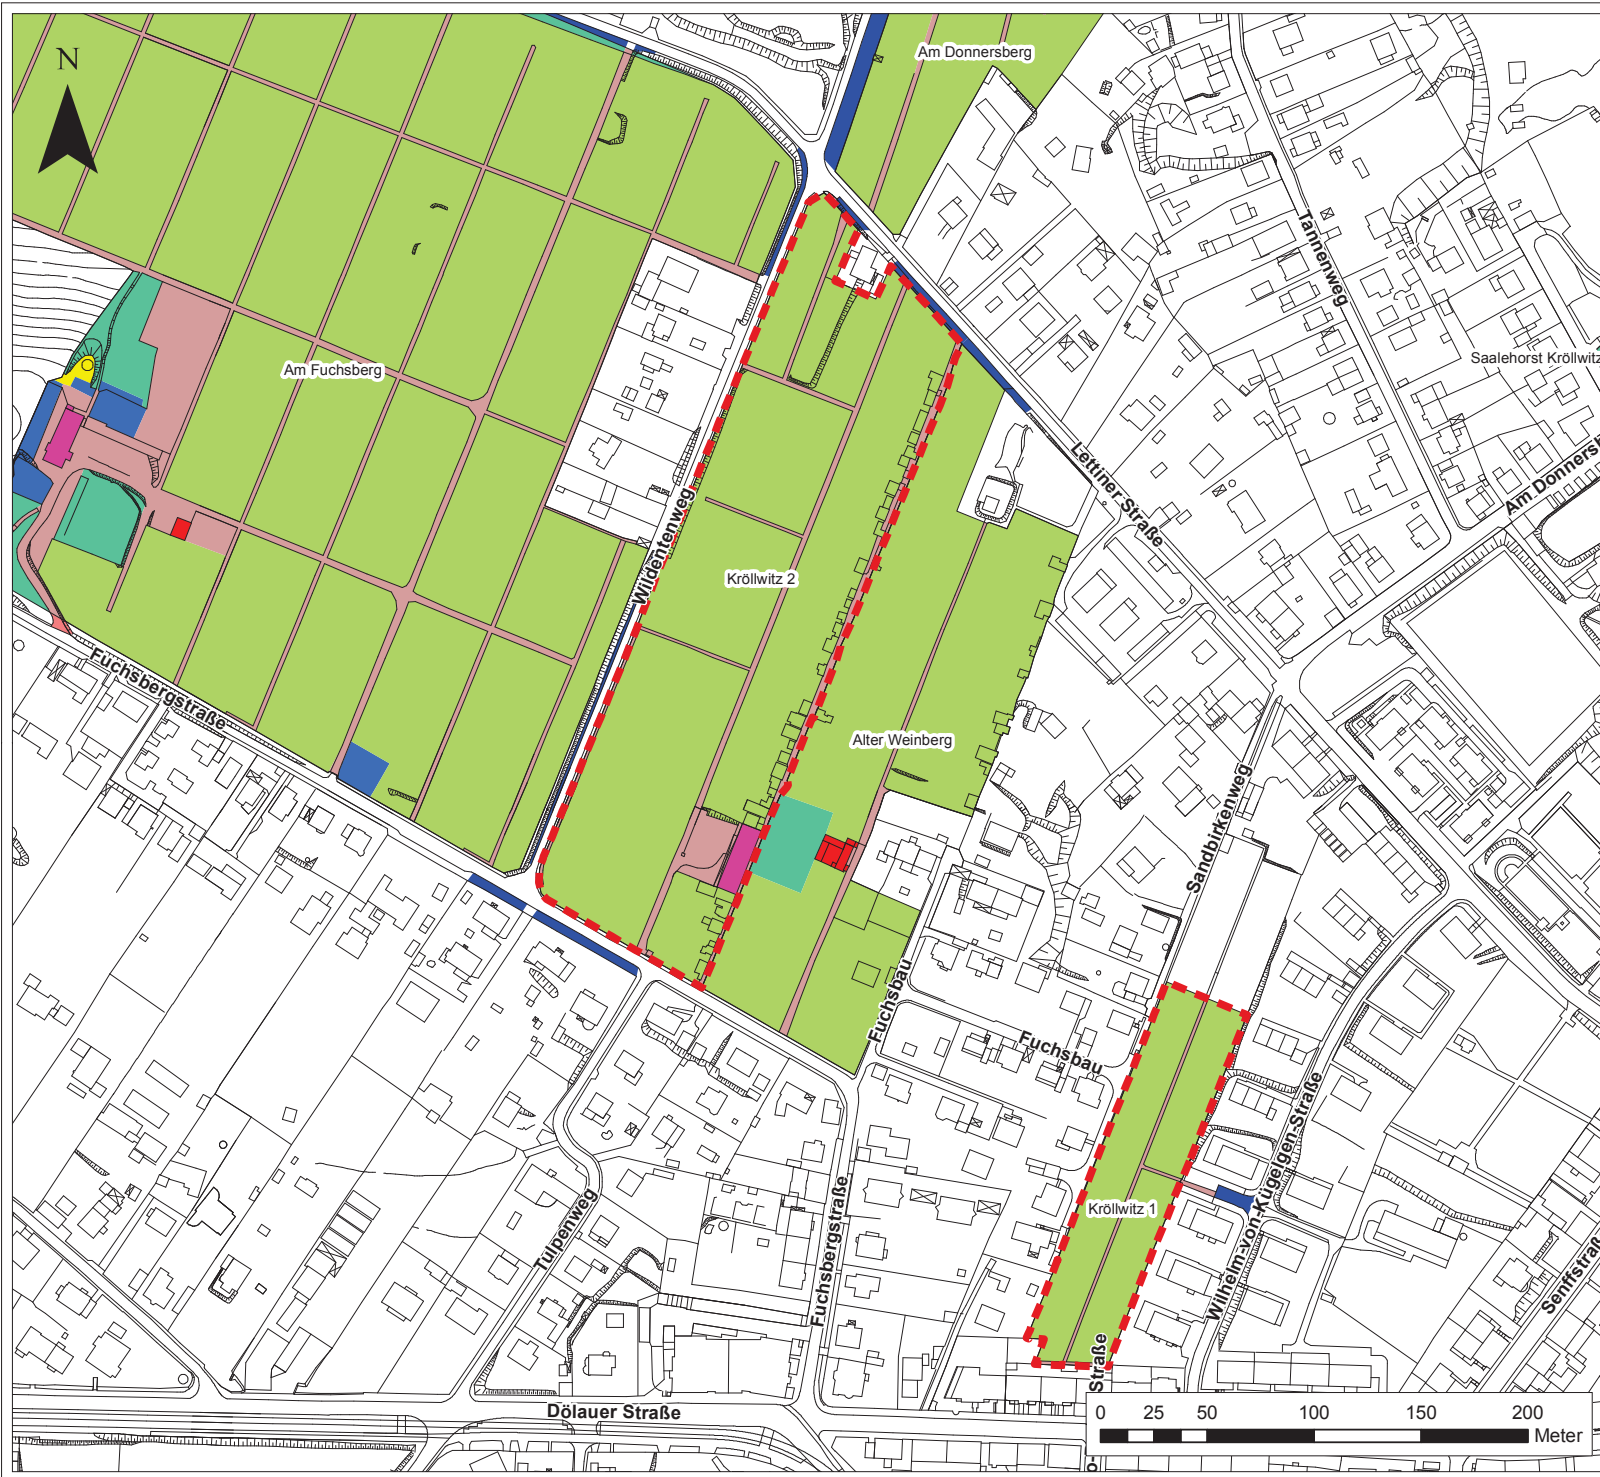 N
Am Donnersberg
Tannenweg
Saalehorst Kröllwitz
Am Fuchsberg
Lettiner Straße
Am Donnersb
Wildentenweg
Kröllwitz 2
Fuchsbergstraße
Alter Weinberg
Sandbirkenweg
Fuchsbau
Fuchsbau
Kröllwitz 1
Wilhelm-von-Kügelgen-Straße
Tulpenweg
Fuchsbergstraße
Senffstraß
Straße
Dölauer Straße
0 25 50 100 150 200
Meter